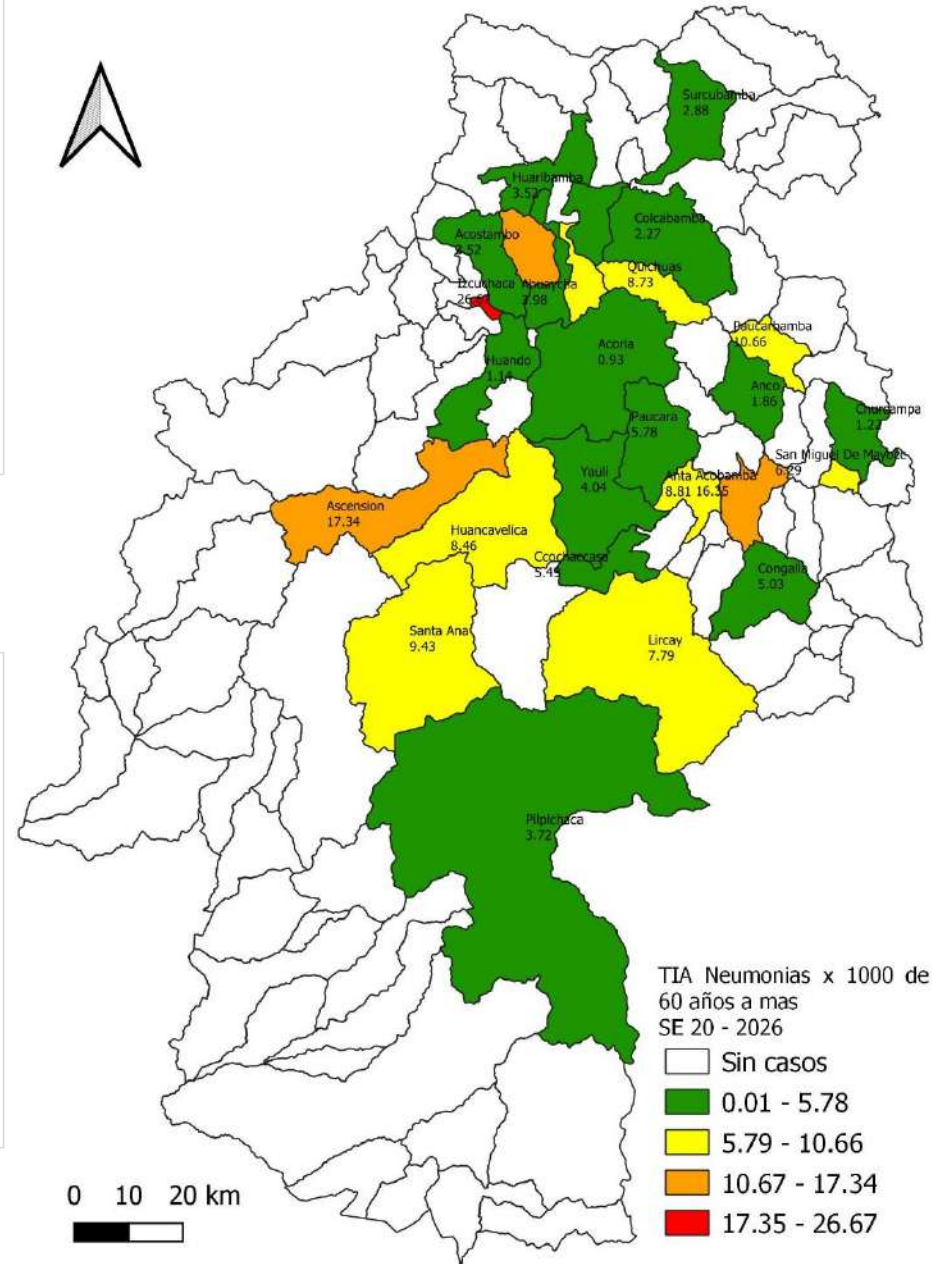 Surcubamba
2.88
Huaribamba
3.52
Colcabamba
2.27
Acostambo
2.52
Quichuas
8.73
Izcuchaca
Ahuaycha
3.98
Paucarbamba
10.66
Acoria
0.93
Huando
1.14
Anco
1.86
Paucara
5.78
Churcampa
1.22
San Miguel De Mayocc
6.29
Yauli
4.04
Anta Acobamba
8.81 16.35
Ascension
17.34
Huancavelica
8.46
Ccochaccasa
5.45
Congalla
5.03
Santa Ana
9.43
Lircay
7.79
Pilpichaca
3.72
TIA Neumonias x 1000 de
60 años a mas
SE 20 - 2026
Sin casos
0.01 - 5.78
5.79 - 10.66
10.67 - 17.34
17.35 - 26.67
0 10 20 km